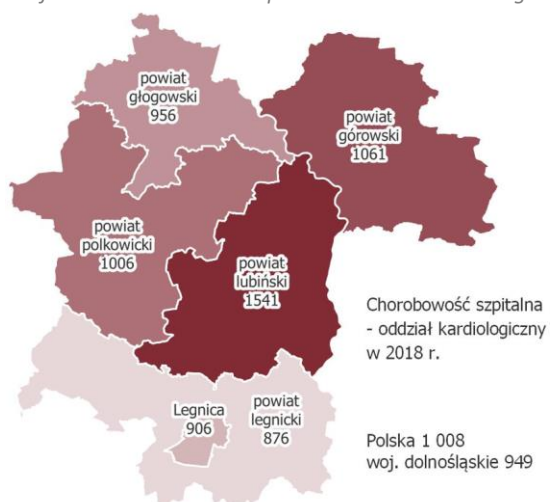 powiat
głogowski
956
powiat
górowski
1061
powiat
polkowicki
1006
powiat
lubiński
1541
Chorobowość szpitalna
- oddział kardiologiczny
w 2018 r.
Legnica
906
powiat
legnicki
876
Polska 1 008
woj. dolnośląskie 949